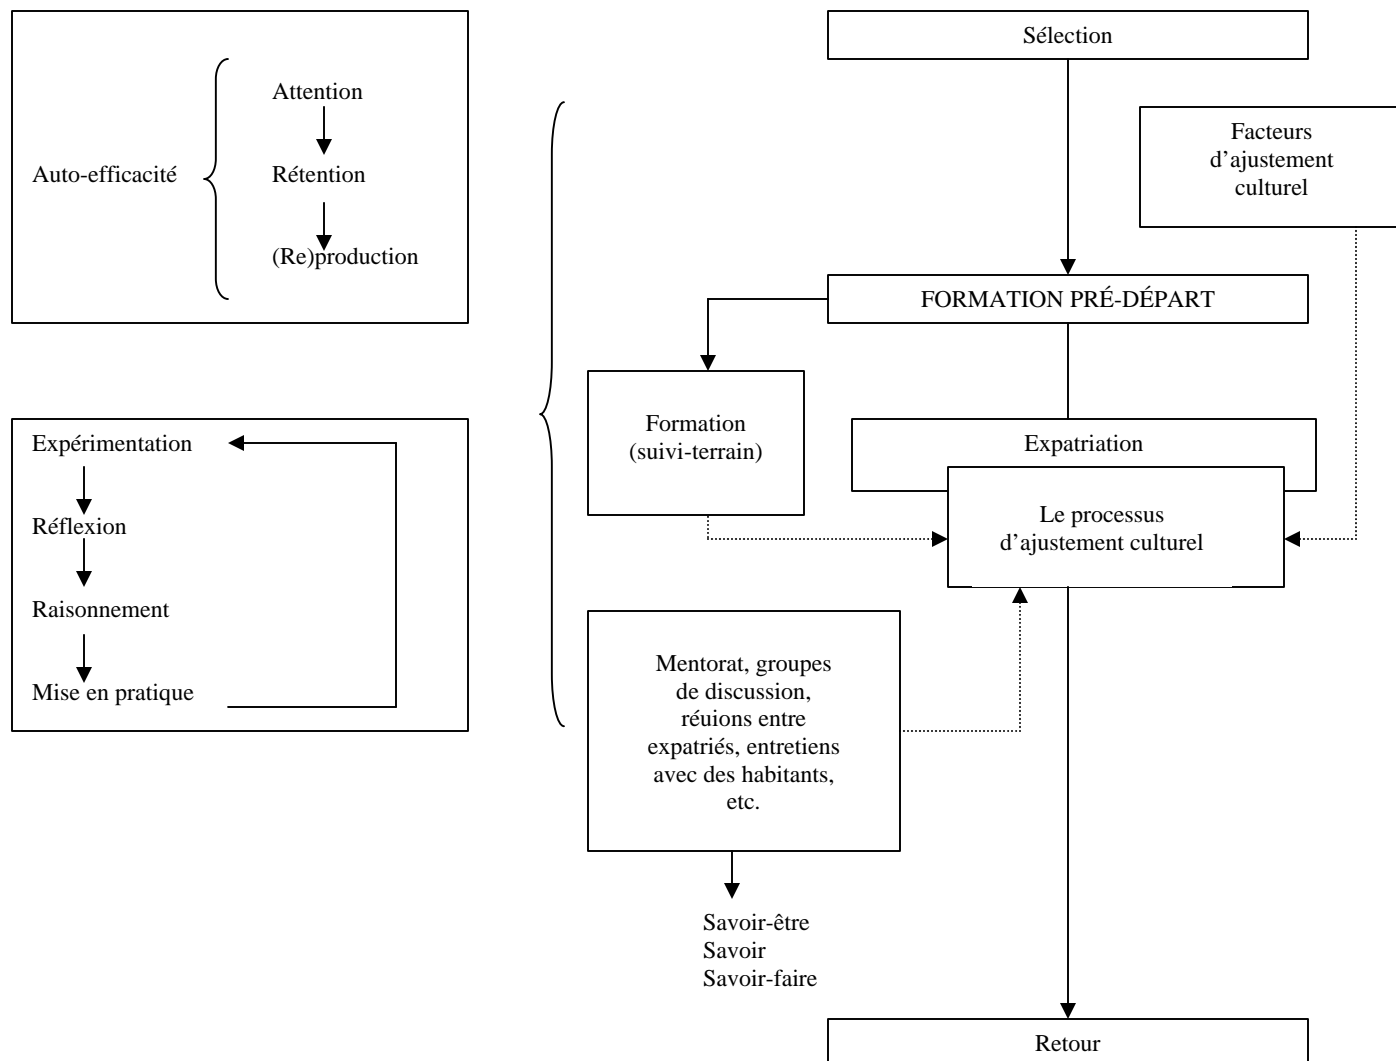 Attention
Auto-efficacité
Rétention
(Re)production
Expérimentation
Réflexion
Raisonnement
Mise en pratique
Sélection
Facteurs
d’ajustement
culturel
FORMATION PRÉ-DÉPART
Formation
(suivi-terrain)
Expatriation
Le processus
d’ajustement culturel
Mentorat, groupes
de discussion,
réuions entre
expatriés, entretiens
avec des habitants,
etc.
Savoir-être
Savoir
Savoir-faire
Retour